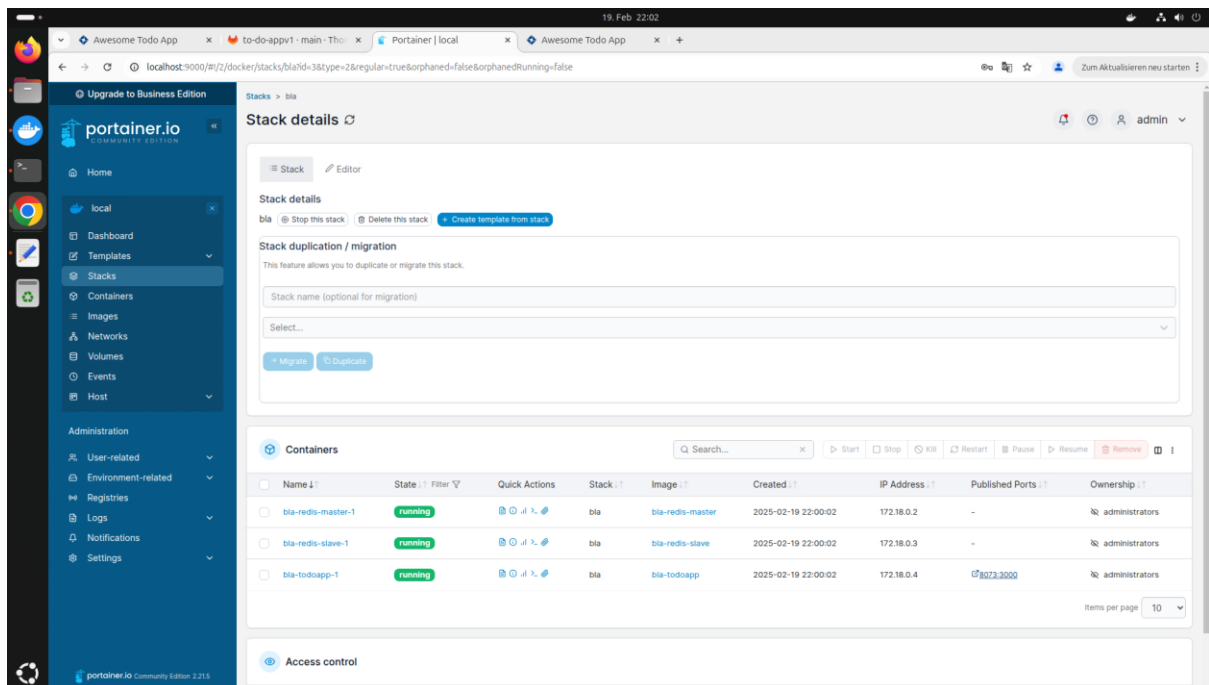 19. Feb 22:02
Awesome Todo App
to-do-appv1 · main · Tho
Portainer | local
Awesome Todo App
localhost:9000/#!/2/docker/stacks/bla?id=3&type=2&regular=true&orphaned=false&orphanedRunning=false
Zum Aktualisieren neu starten
Upgrade to Business Edition
portainer.io
COMMUNITY EDITION
Home
local
Dashboard
Templates
Stacks
Containers
Images
Networks
Volumes
Events
Host
Administration
User-related
Environment-related
Registries
Logs
Notifications
Settings
portainer.io Community Edition 2.21.5
Stacks > bla
Stack details
admin
Stack Editor
Stack details
bla Stop this stack Delete this stack + Create template from stack
Stack duplication / migration
This feature allows you to duplicate or migrate this stack.
Stack name (optional for migration)
Select...
Migrate Duplicate
Containers Search... Start Stop Kill Restart Pause Resume Remove
Name State Filter Quick Actions Stack Image Created IP Address Published Ports Ownership
bla-redis-master-1 running bla bla-redis-master 2025-02-19 22:00:02 172.18.0.2 - administrators
bla-redis-slave-1 running bla bla-redis-slave 2025-02-19 22:00:02 172.18.0.3 - administrators
bla-todoapp-1 running bla bla-todoapp 2025-02-19 22:00:02 172.18.0.4 8073:3000 administrators
Items per page 10
Access control